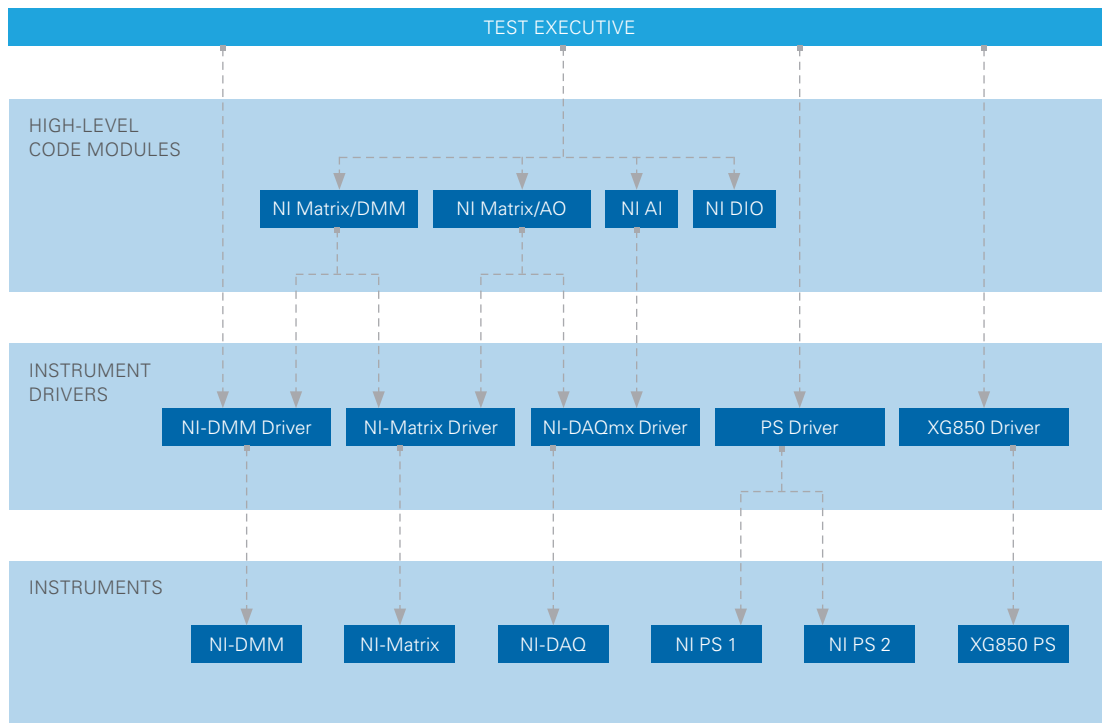 TEST EXECUTIVE
HIGH-LEVEL
CODE MODULES
NI Matrix/DMM
NI Matrix/AO
NI AI
NI DIO
INSTRUMENT
DRIVERS
NI-DMM Driver
NI-Matrix Driver
NI-DAQmx Driver
PS Driver
XG850 Driver
INSTRUMENTS
NI-DMM
NI-Matrix
NI-DAQ
NI PS 1
NI PS 2
XG850 PS